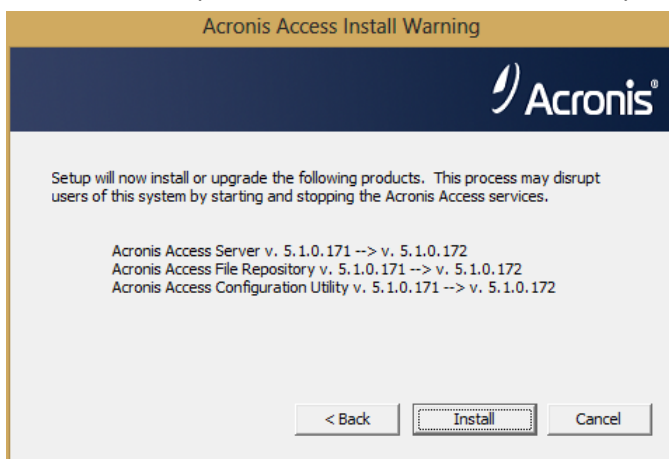 Acronis Access Install Warning
Acronis®
Setup will now install or upgrade the following products.  This process may disrupt
users of this system by starting and stopping the Acronis Access services.
Acronis Access Server v. 5.1.0.171 --> v. 5.1.0.172
Acronis Access File Repository v. 5.1.0.171 --> v. 5.1.0.172
Acronis Access Configuration Utility v. 5.1.0.171 --> v. 5.1.0.172
< Back Install Cancel